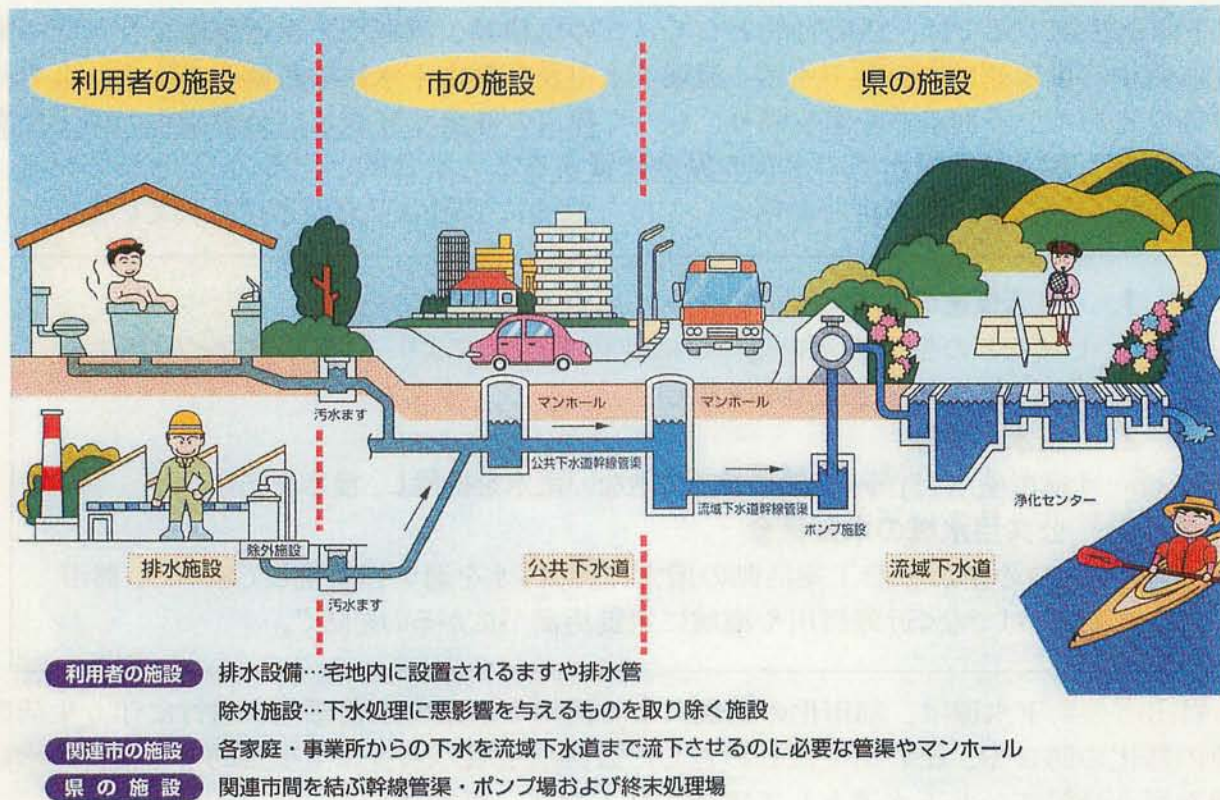 利用者の施設
市の施設
県の施設
汚水ます
マンホール
マンホール
公共下水道幹線管渠
流域下水道幹線管渠
ポンプ施設
浄化センター
除外施設
排水施設
汚水ます
公共下水道
流域下水道
利用者の施設 排水設備…宅地内に設置されるますや排水管
除外施設…下水処理に悪影響を与えるものを取り除く施設
関連市の施設 各家庭・事業所からの下水を流域下水道まで流下させるのに必要な管渠やマンホール
県の施設 関連市間を結ぶ幹線管渠・ポンプ場および終末処理場